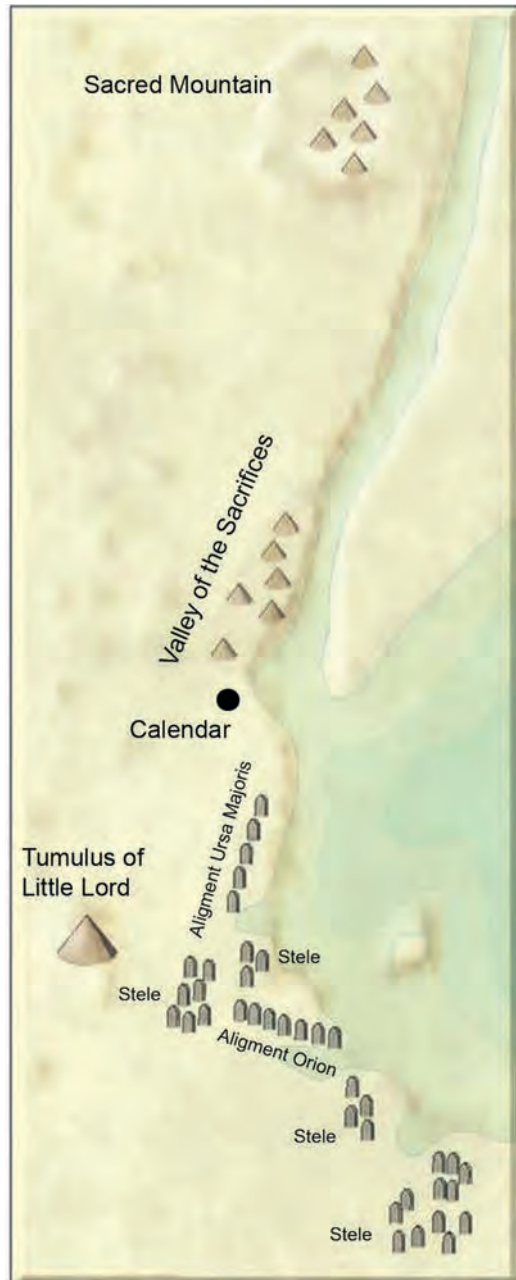 Sacred Mountain
Valley of the Sacrifices
Calendar
Aligment Ursa Majoris
Tumulus of
Little Lord
Stele
Stele
Aligment Orion
Stele
Stele